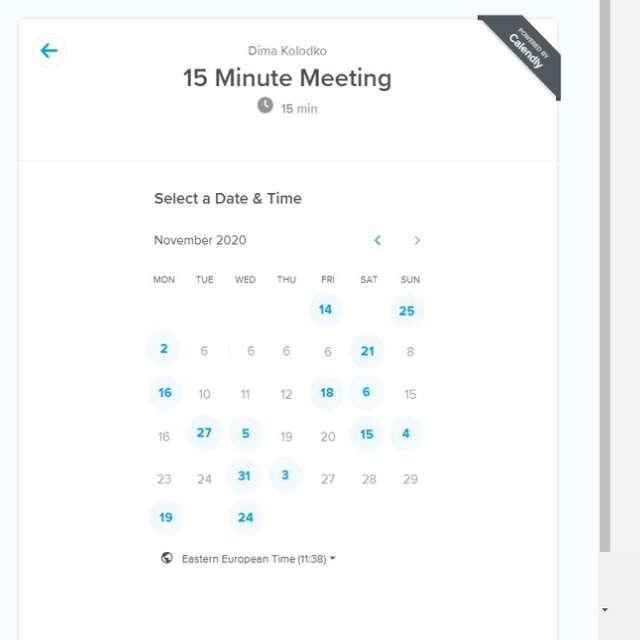 POWERED BY
Calendly
Dima Kolodko
15 Minute Meeting
15 min
Select a Date & Time
November 2020
MON TUE WED THU FRI SAT SUN
14 25
2 6 6 6 6 21 8
16 10 11 12 18 6 15
16 27 5 19 20 15 4
23 24 31 3 27 28 29
19 24
Eastern European Time (11:38)